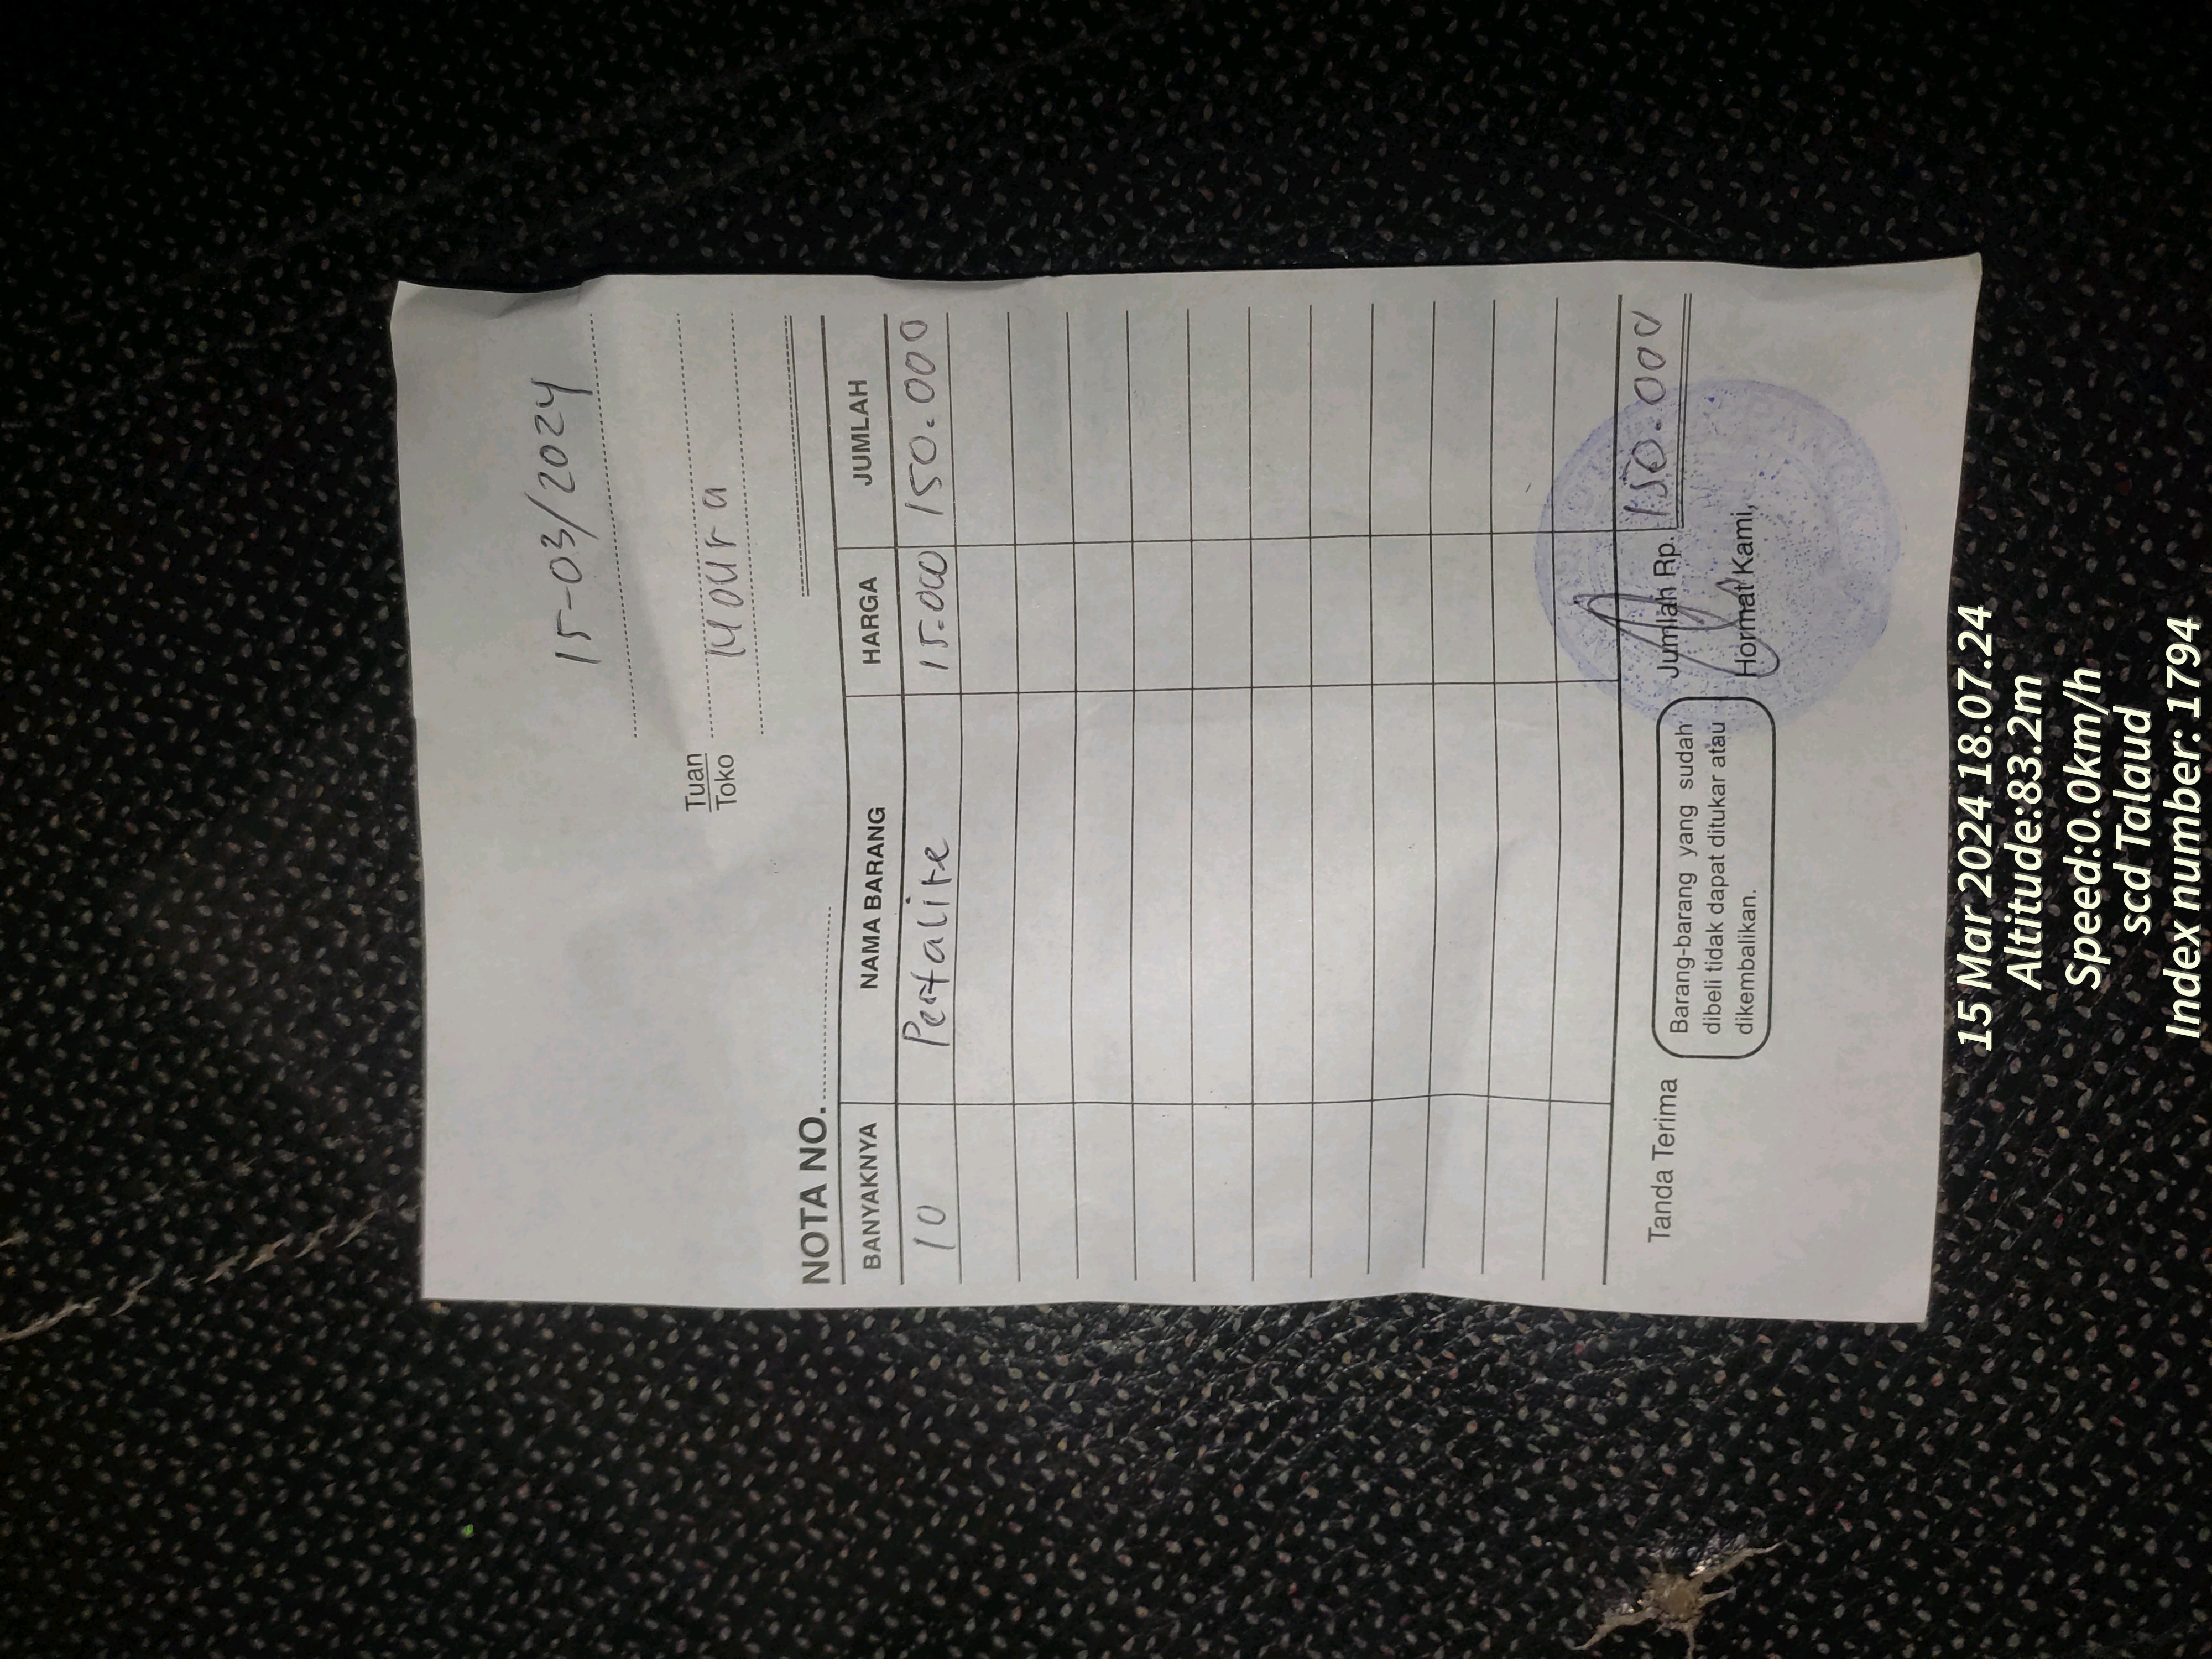 15-03/2024
Tuan
Toko
NOTA NO.
BANYAKNYA NAMA BARANG HARGA JUMLAH
10 Pertalite 15.000 150.000
Jumlah Rp. 150.000
Tanda Terima
Barang-barang yang sudah
dibeli tidak dapat ditukar atau
dikembalikan.
Hormat Kami,
15 Mar 2024 18.07.24
Altitude:83.2m
Speed:0.0km/h
scd Talaud
Index number: 1794